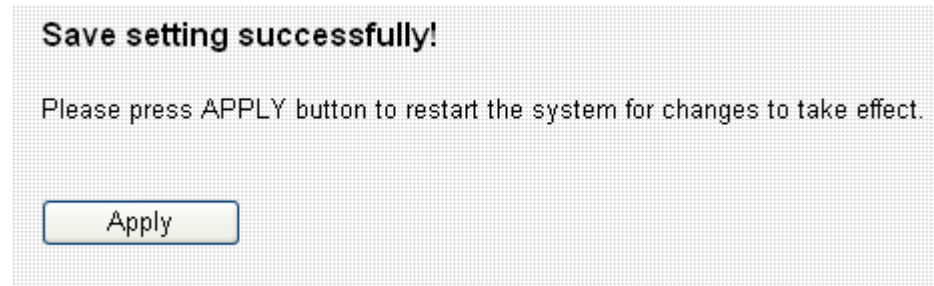 Save setting successfully!
Please press APPLY button to restart the system for changes to take effect.
Apply